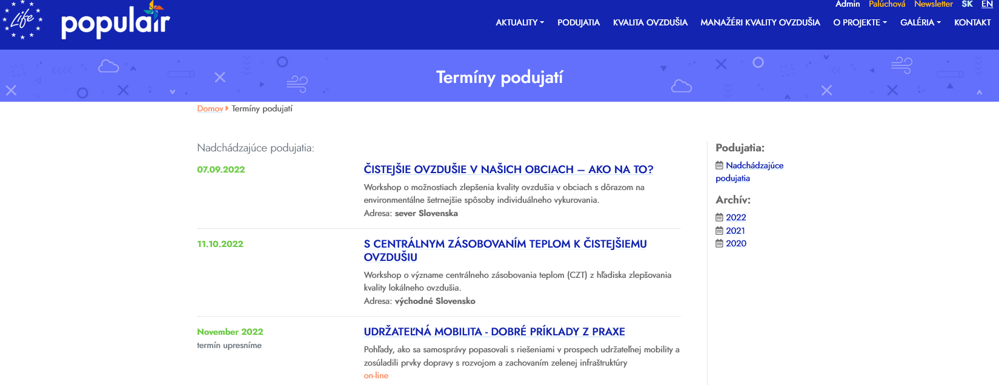 Life
populair
Admin Palúchová Newsletter SK EN
AKTUALITY PODUJATIA KVALITA OVZDUŠIA MANAŽÉRI KVALITY OVZDUŠIA O PROJEKTE GALÉRIA KONTAKT
Termíny podujatí
Domov Termíny podujatí
Nadchádzajúce podujatia:
07.09.2022
ČISTEJŠIE OVZDUŠIE V NAŠICH OBCIACH – AKO NA TO?
Workshop o možnostiach zlepšenia kvality ovzdušia v obciach s dôrazom na
environmentálne šetrnejšie spôsoby individuálneho vykurovania.
Adresa: sever Slovenska
11.10.2022
S CENTRÁLNYM ZÁSOBOVANÍM TEPLOM K ČISTEJŠIEMU
OVZDUŠIU
Workshop o význame centrálneho zásobovania teplom (CZT) z hľadiska zlepšovania
kvality lokálneho ovzdušia.
Adresa: východné Slovensko
November 2022
termín upresníme
UDRŽATEĽNÁ MOBILITA - DOBRÉ PRÍKLADY Z PRAXE
Pohľady, ako sa samosprávy popasovali s riešeniami v prospech udržateľnej mobility a
zosúladili prvky dopravy s rozvojom a zachovaním zelenej infraštruktúry
on-line
Podujatia:
Nadchádzajúce
podujatia
Archív:
2022
2021
2020